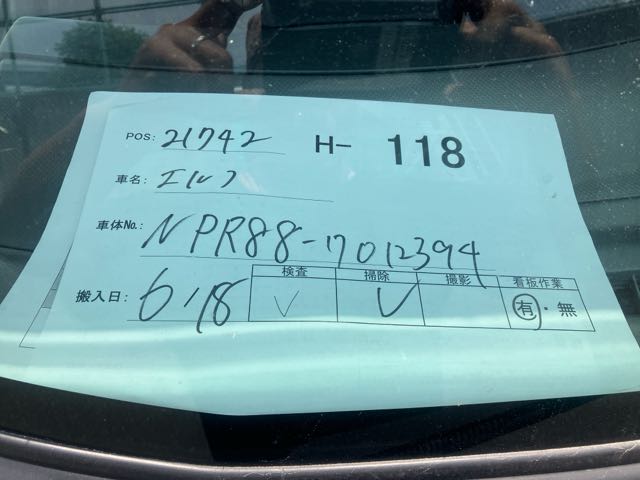 POS: 21742 H- 118
車名: エルフ
車体No.: NPR88-7012394
検査 掃除 撮影 看板作業
搬入日: 6/18 ✓ ✓ 有・無